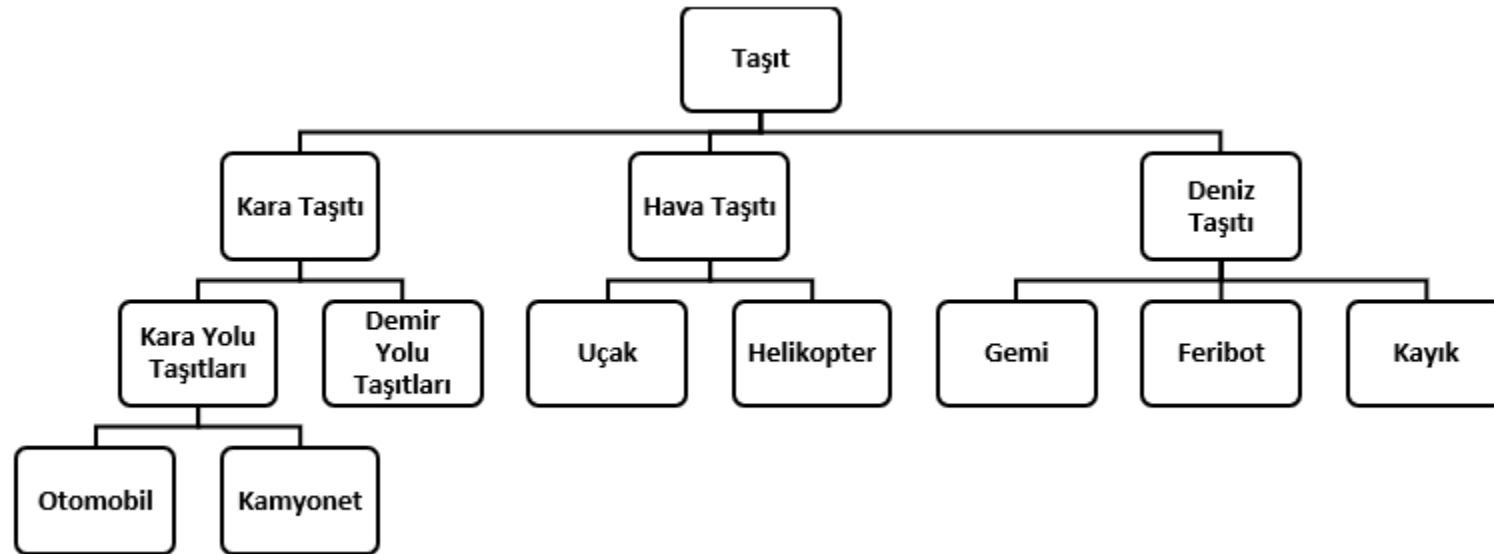 Taşıt
Kara Taşıtı
Hava Taşıtı
Deniz
Taşıtı
Kara Yolu
Taşıtları
Demir
Yolu
Taşıtları
Uçak
Helikopter
Gemi
Feribot
Kayık
Otomobil
Kamyonet